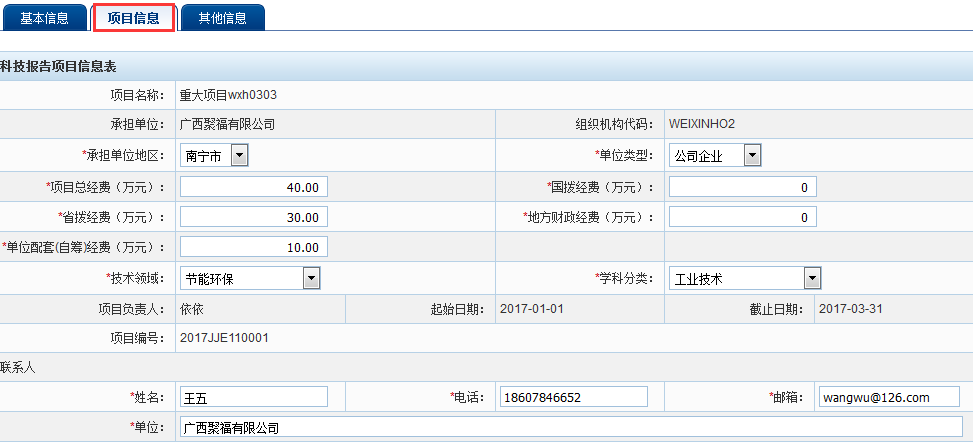 基本信息 项目信息 其他信息
科技报告项目信息表
项目名称： 重大项目wxh0303
承担单位： 广西聚福有限公司 组织机构代码： WEIXINHO2
*承担单位地区： 南宁市 *单位类型： 公司企业
*项目总经费（万元）： 40.00 *国拨经费（万元）： 0
*省拨经费（万元）： 30.00 *地方财政经费（万元）： 0
*单位配套(自筹)经费（万元）： 10.00
*技术领域： 节能环保 *学科分类： 工业技术
项目负责人： 依依 起始日期： 2017-01-01 截止日期： 2017-03-31
项目编号： 2017JJE110001
联系人
*姓名： 王五 *电话： 18607846652 *邮箱： wangwu@126.com
*单位： 广西聚福有限公司